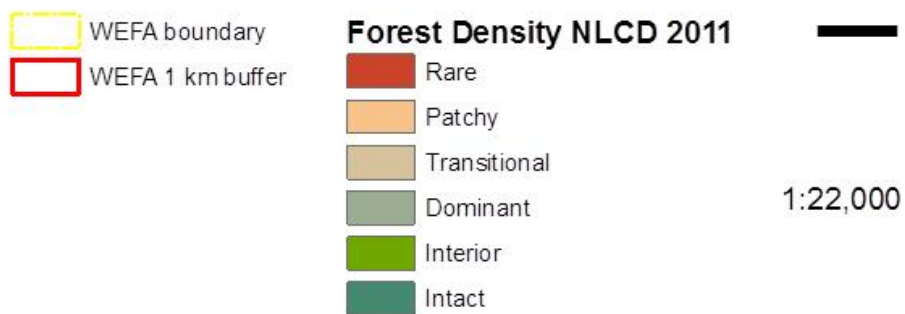 WEFA boundary
WEFA 1 km buffer
Forest Density NLCD 2011
Rare
Patchy
Transitional
Dominant
Interior
Intact
1:22,000